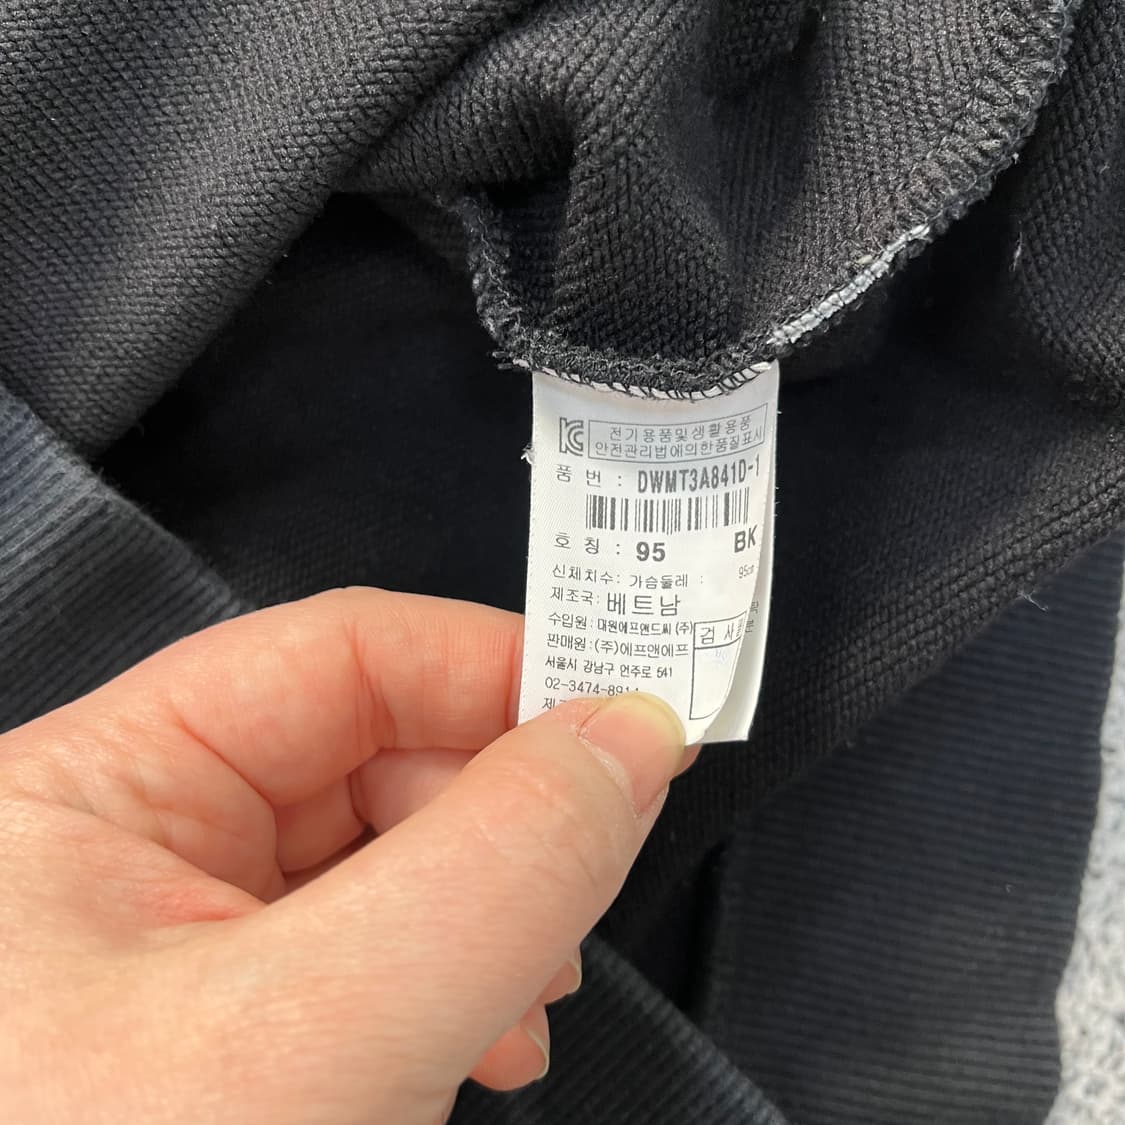 KC 전기용품및생활용품
안전관리법에의한품질표시
품 번 : DWMT3A841D-1
호 칭 : 95 BK
신체치수: 가슴둘레 : 95cm
제조국: 베트남
수입원: 대원에프앤드씨(주)
판매원:(주)에프앤에프
서울시 강남구 언주로 541
02-3474-8914
검 사